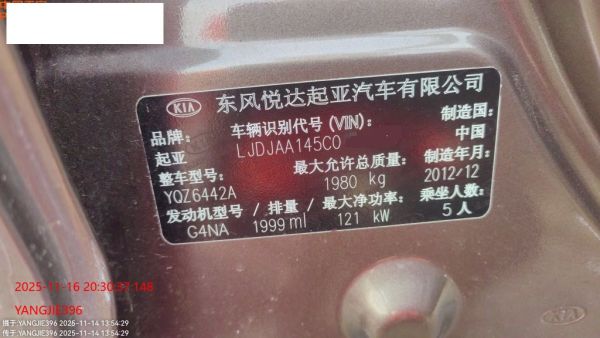 KIA 东风悦达起亚汽车有限公司
品牌: 车辆识别代号 (VIN): 制造国:
起亚 LJDJAA145C0 中国
整车型号: 最大允许总质量: 制造年月:
YQZ6442A 1980 kg 2012/12
发动机型号 / 排量 / 最大净功率: 乘坐人数:
G4NA 1999 ml 121 kW 5 人
KIA
2025-11-16 20:30:37 148
YANGJIE396
摄于:YANGJIE396 2025-11-14 13:54:29
传于:YANGJIE396 2025-11-14 13:54:29